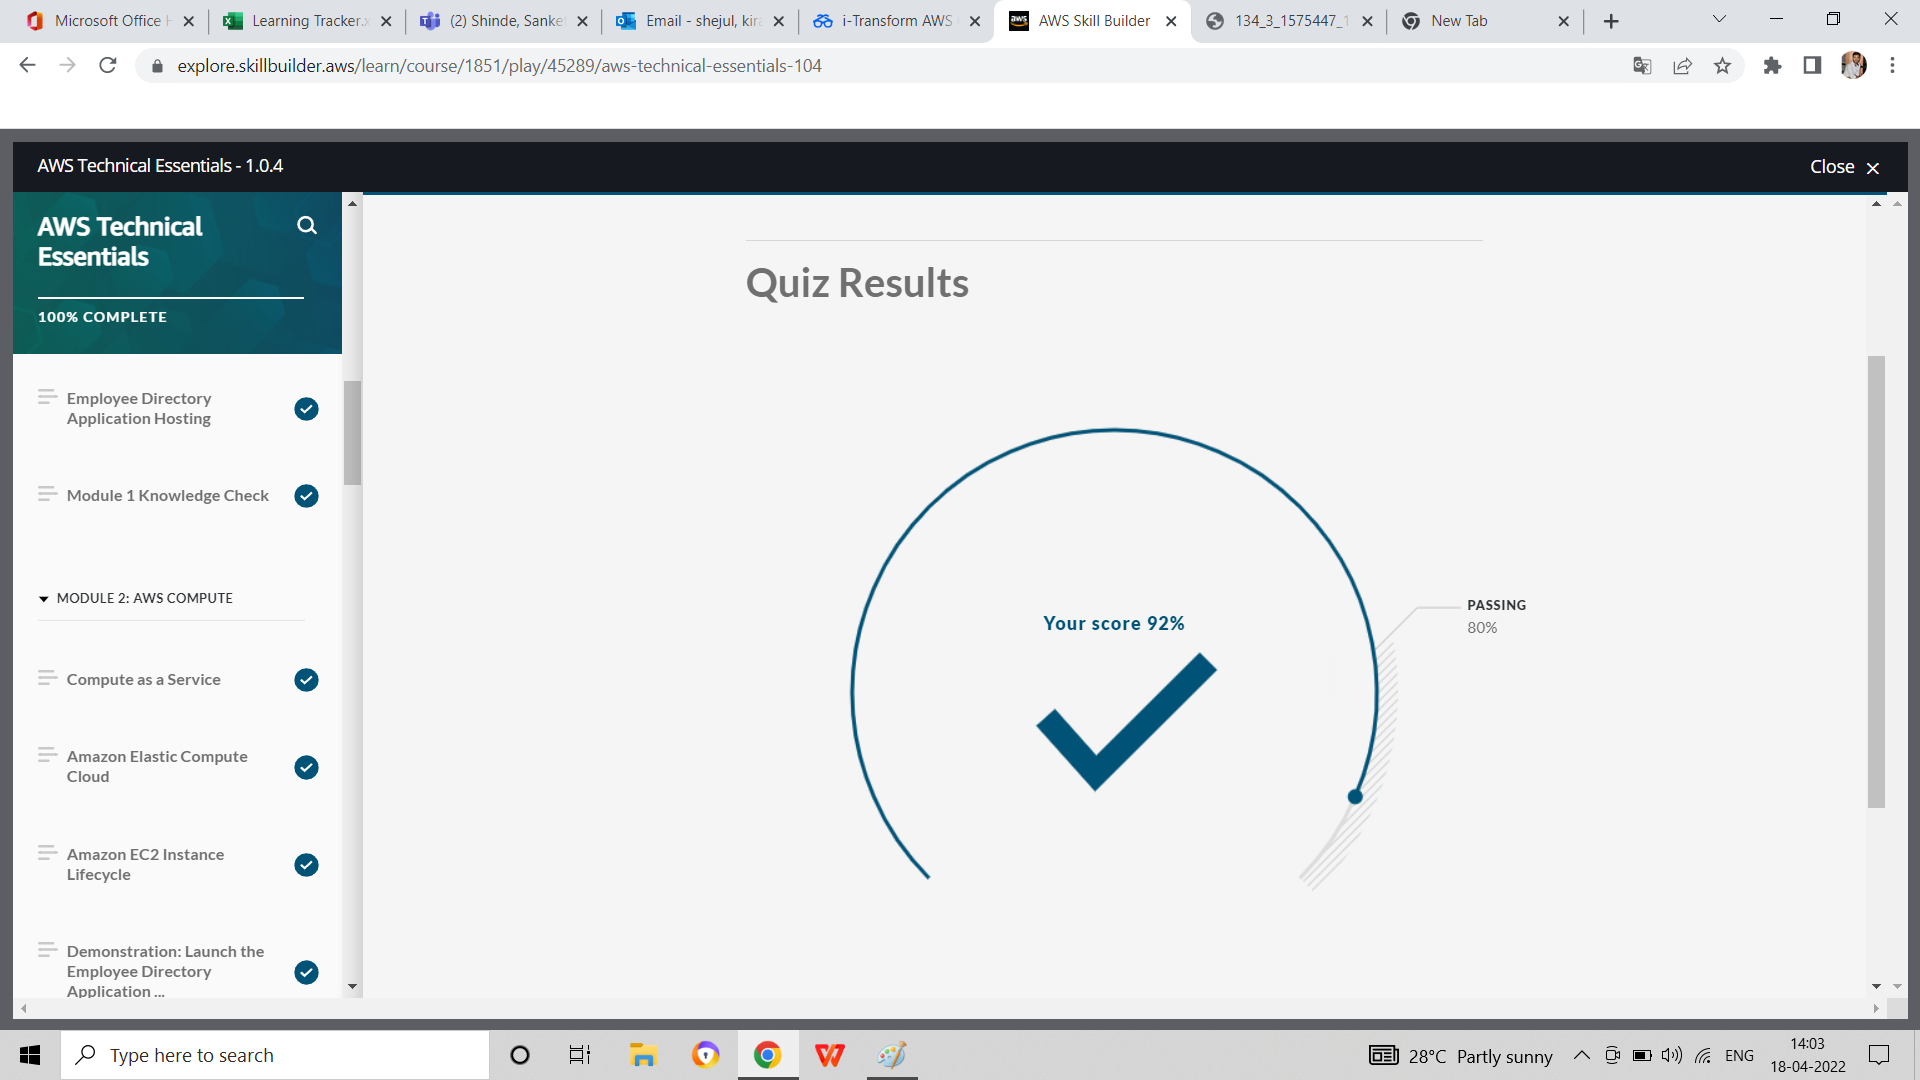 Microsoft Office H
Learning Tracker.x
(2) Shinde, Sanket
Email - shejul, kira
i-Transform AWS
AWS Skill Builder
134_3_1575447_1
New Tab
explore.skillbuilder.aws/learn/course/1851/play/45289/aws-technical-essentials-104
AWS Technical Essentials - 1.0.4
Close
AWS Technical
Essentials
100% COMPLETE
Employee Directory
Application Hosting
Module 1 Knowledge Check
MODULE 2: AWS COMPUTE
Compute as a Service
Amazon Elastic Compute
Cloud
Amazon EC2 Instance
Lifecycle
Demonstration: Launch the
Employee Directory
Application ...
Quiz Results
Your score 92%
PASSING
80%
Type here to search
28°C Partly sunny
ENG
14:03
18-04-2022